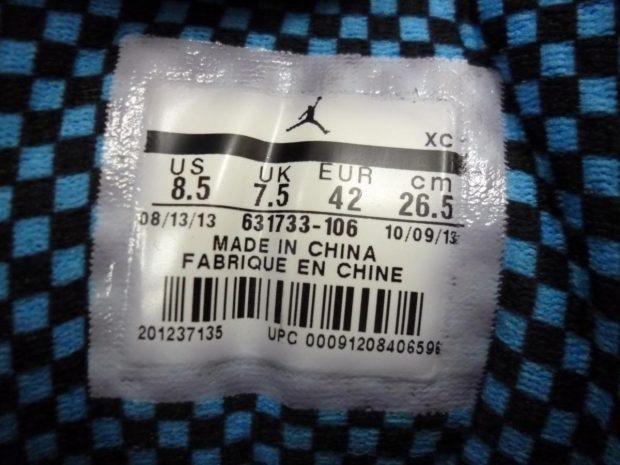 XC
US UK EUR cm
8.5 7.5 42 26.5
08/13/13 631733-106 10/09/13
MADE IN CHINA
FABRIQUE EN CHINE
201237135 UPC 00091208406596